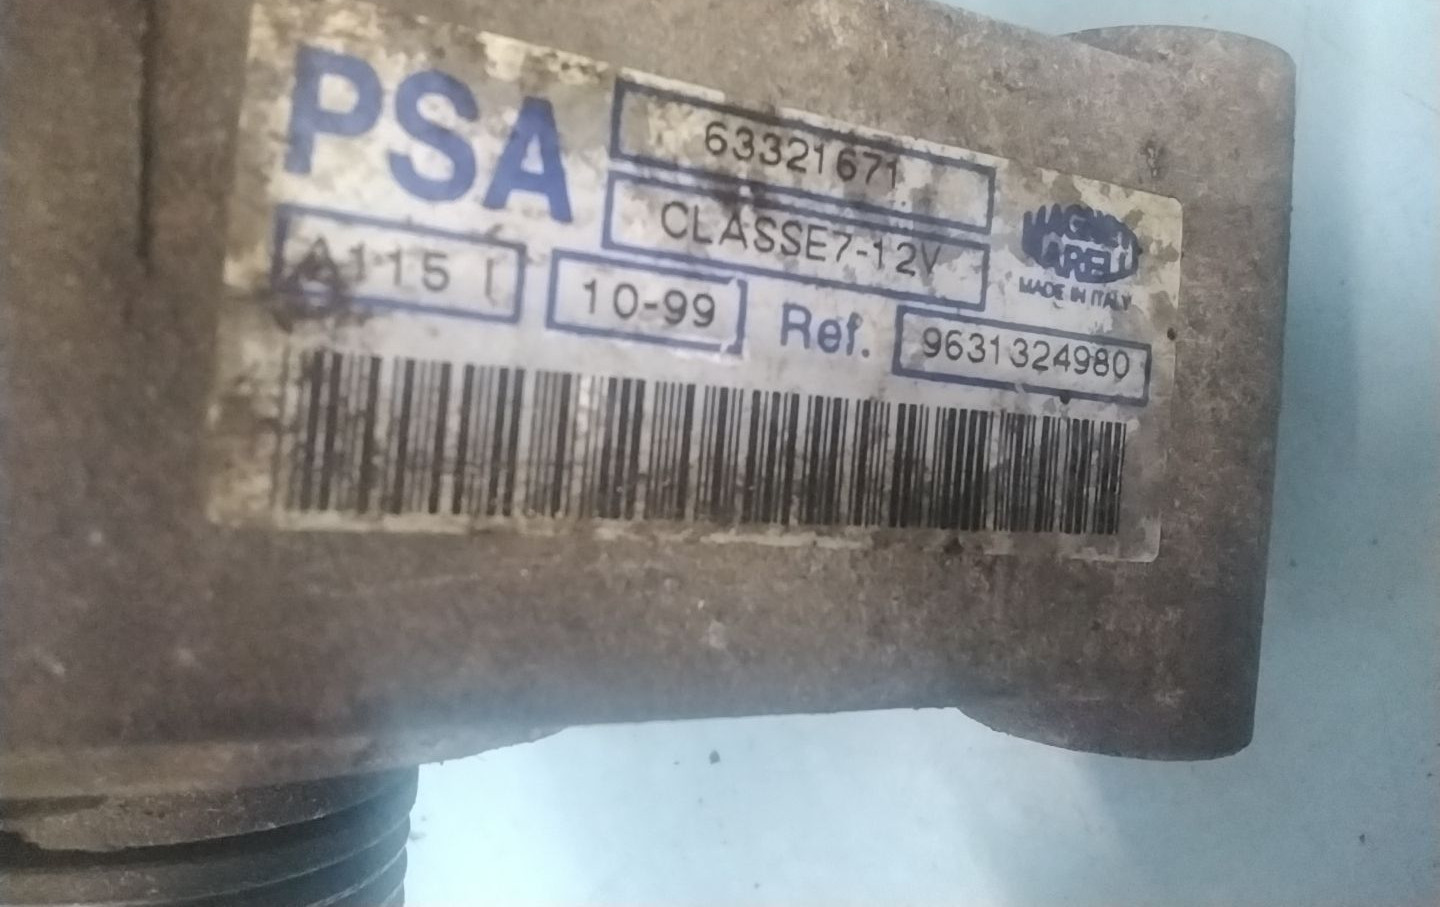 PSA
63321671
CLASSE7-12V
MAGNETI
MARELLI
MADE IN ITALY
A115 I
10-99
Ref. 9631324980